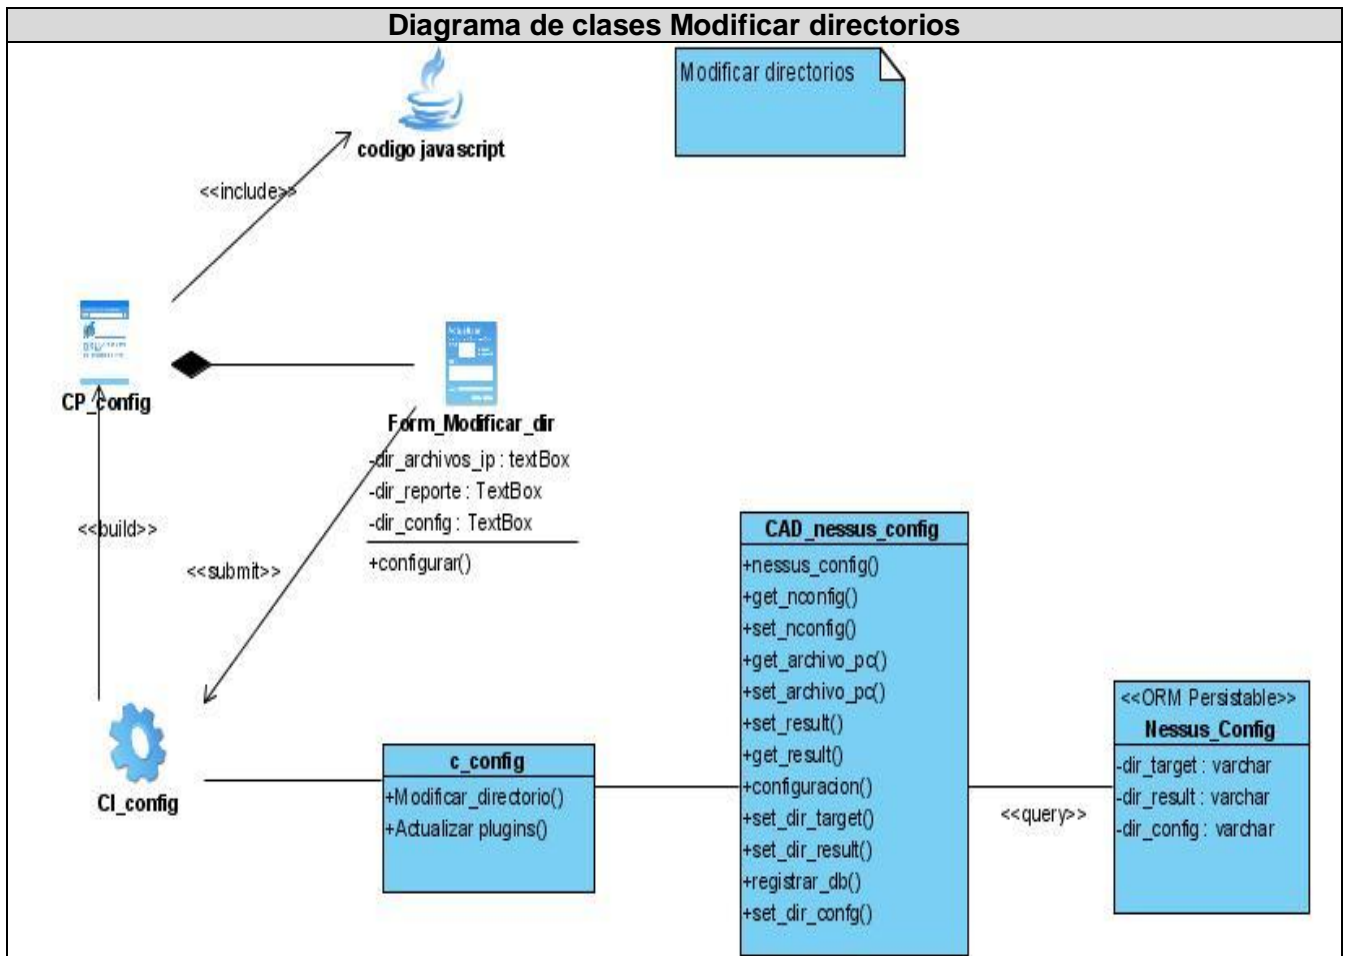 Diagrama de clases Modificar directorios
Modificar directorios
codigo javascript
<<include>>
CP_config
Form_Modificar_dir
-dir_archivos_ip : textBox
-dir_reporte : TextBox
-dir_config : TextBox
+configurar()
<<build>>
<<submit>>
CI_config
c_config
+Modificar_directorio()
+Actualizar plugins()
CAD_nessus_config
+nessus_config()
+get_nconfig()
+set_nconfig()
+get_archivo_pc()
+set_archivo_pc()
+set_result()
+get_result()
+configuracion()
+set_dir_target()
+set_dir_result()
+registrar_db()
+set_dir_confg()
<<query>>
<<ORM Persistable>>
Nessus_Config
-dir_target : varchar
-dir_result : varchar
-dir_config : varchar